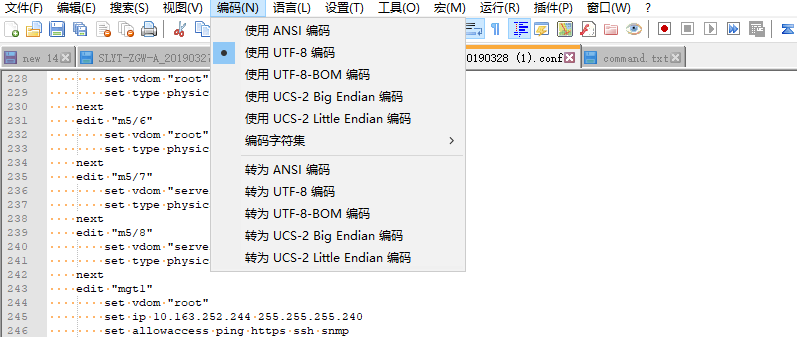 文件(F) 编辑(E) 搜索(S) 视图(V) 编码(N) 语言(L) 设置(T) 工具(O) 宏(M) 运行(R) 插件(P) 窗口(W) ?
new 14 SLYT-ZGW-A_20190327 20190328 (1).conf command.txt
使用 ANSI 编码
使用 UTF-8 编码
使用 UTF-8-BOM 编码
使用 UCS-2 Big Endian 编码
使用 UCS-2 Little Endian 编码
编码字符集
转为 ANSI 编码
转为 UTF-8 编码
转为 UTF-8-BOM 编码
转为 UCS-2 Big Endian 编码
转为 UCS-2 Little Endian 编码
228 set vdom "root"
229 set type physic
230 next
231 edit "m5/6"
232 set vdom "root"
233 set type physic
234 next
235 edit "m5/7"
236 set vdom "serve
237 set type physic
238 next
239 edit "m5/8"
240 set vdom "serve
241 set type physic
242 next
243 edit "mgt1"
244 set vdom "root"
245 set ip 10.163.252.244 255.255.255.240
246 set allowaccess ping https ssh snmp